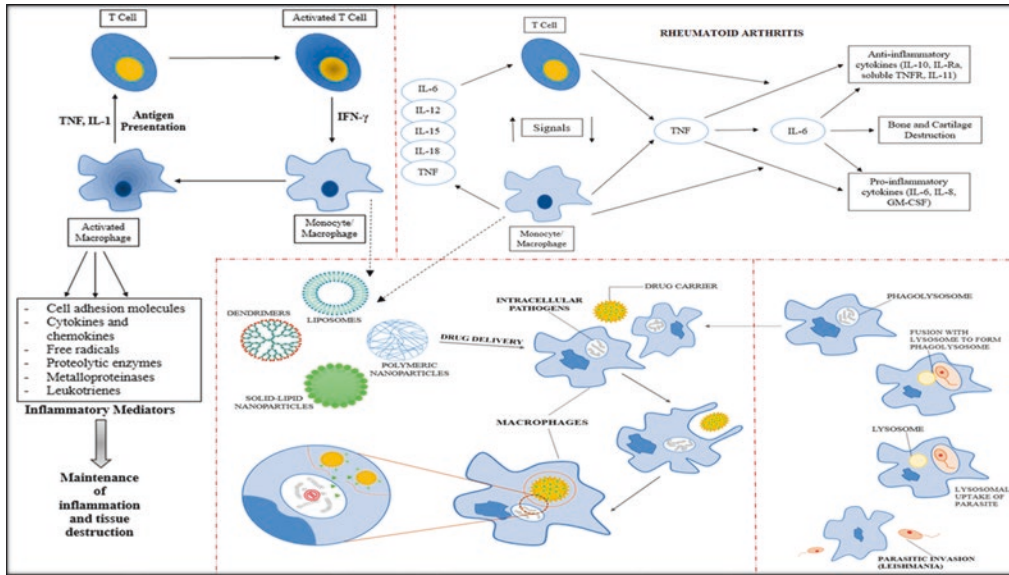 T Cell
Activated T Cell
TNF, IL-1
Antigen
Presentation
IFN-γ
Activated
Macrophage
Monocyte/
Macrophage
- Cell adhesion molecules
- Cytokines and
chemokines
- Free radicals
- Proteolytic enzymes
- Metalloproteinases
- Leukotrienes
Inflammatory Mediators
Maintenance
of
inflammation
and tissue
destruction
T Cell
RHEUMATOID ARTHRITIS
IL-6
IL-12
IL-15
IL-18
TNF
Signals
Monocyte/
Macrophage
TNF
IL-6
Anti-inflammatory
cytokines (IL-10, IL-Ra,
soluble TNFR, IL-11)
Bone and Cartilage
Destruction
Pro-inflammatory
cytokines (IL-6, IL-8,
GM-CSF)
DENDRIMERS
LIPOSOMES
POLYMERIC
NANOPARTICLES
SOLID-LIPID
NANOPARTICLES
DRUG DELIVERY
INTRACELLULAR
PATHOGENS
DRUG CARRIER
MACROPHAGES
PHAGOLYSOSOME
FUSION WITH
LYSOSOME TO FORM
PHAGOLYSOSOME
LYSOSOME
LYSOSOMAL
UPTAKE OF
PARASITE
PARASITIC INVASION
(LEISHMANIA)